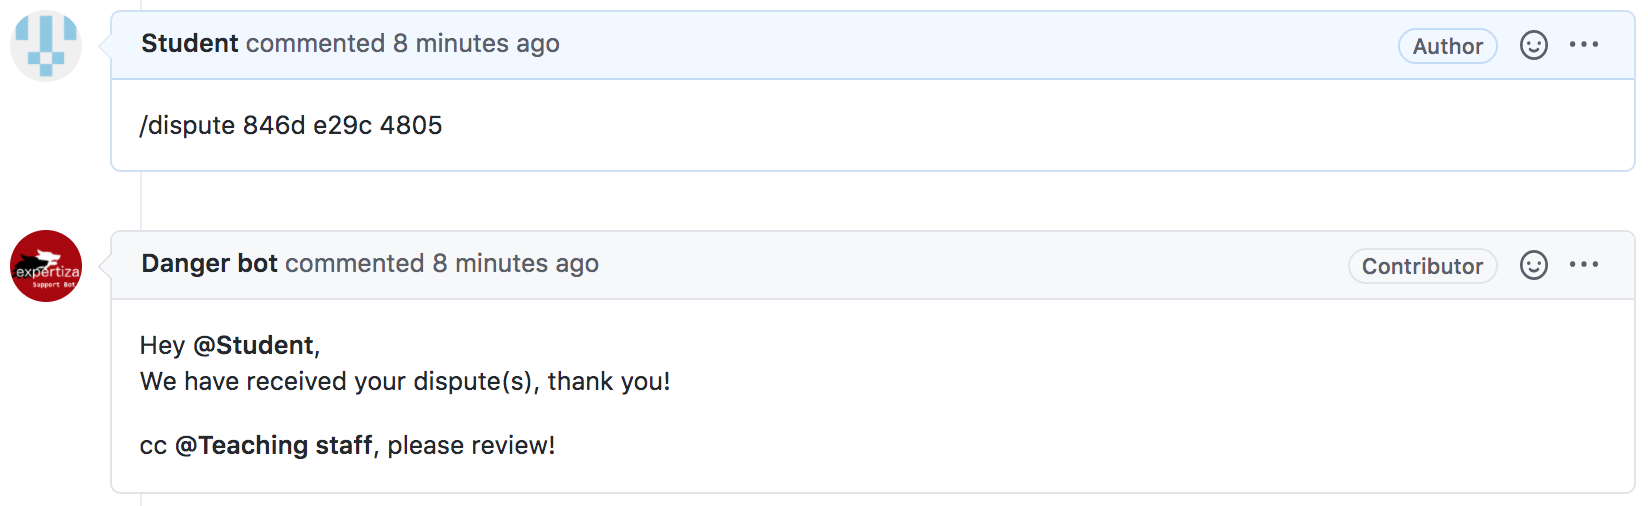 Student commented 8 minutes ago
Author
/dispute 846d e29c 4805
expertiza
Support Bot
Danger bot commented 8 minutes ago
Contributor
Hey @Student,
We have received your dispute(s), thank you!
cc @Teaching staff, please review!